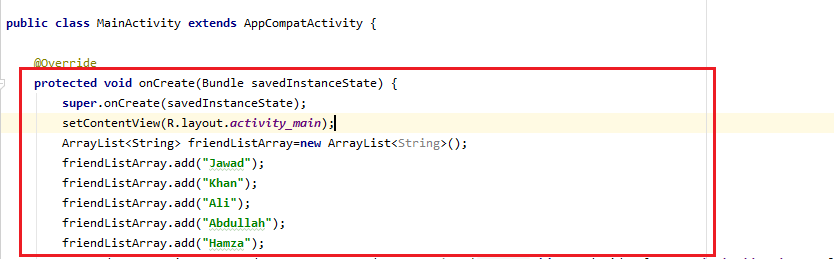 public class MainActivity extends AppCompatActivity {
@Override
protected void onCreate(Bundle savedInstanceState) {
super.onCreate(savedInstanceState);
setContentView(R.layout.activity_main);
ArrayList<String> friendListArray=new ArrayList<String>();
friendListArray.add("Jawad");
friendListArray.add("Khan");
friendListArray.add("Ali");
friendListArray.add("Abdullah");
friendListArray.add("Hamza");